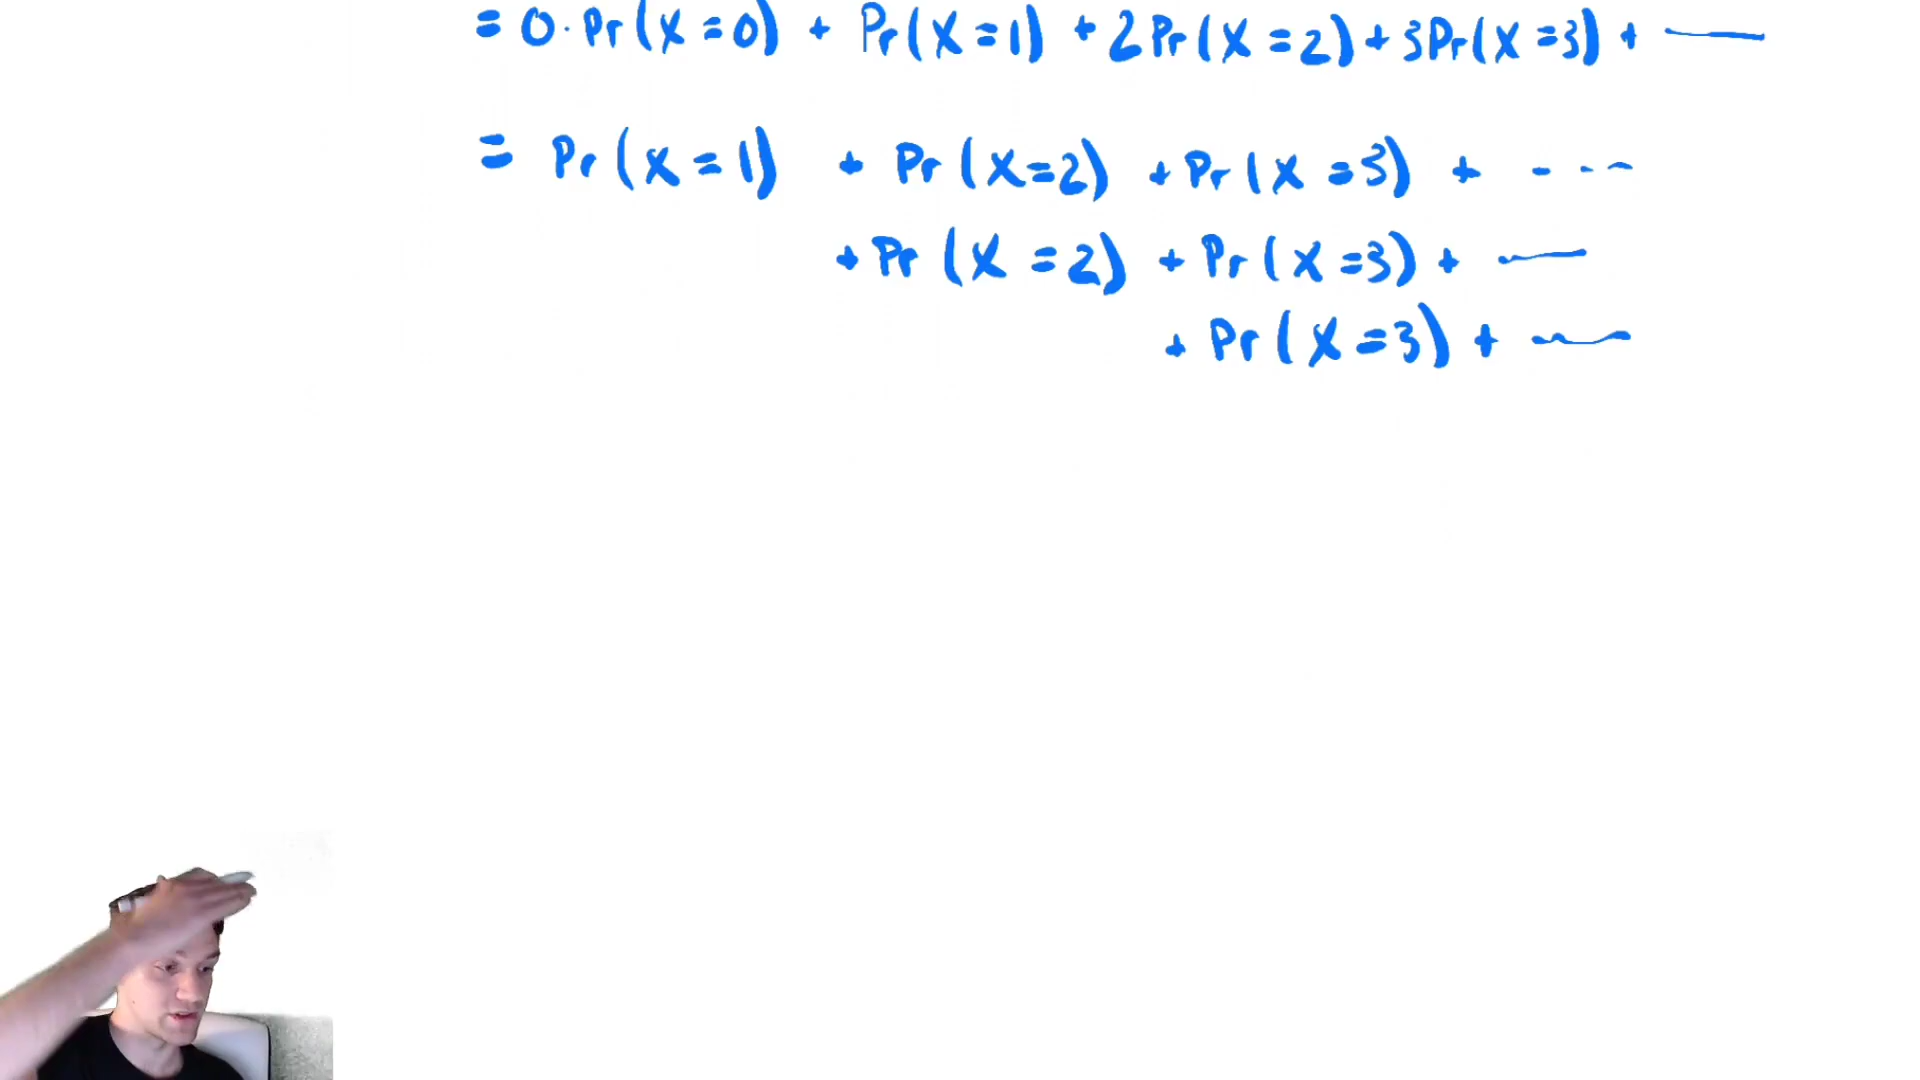 = 0·Pr(X=0) + Pr(X=1) + 2Pr(X=2) + 3Pr(X=3) + —
= Pr(X=1) + Pr(X=2) + Pr(X=3) + ---
+ Pr(X=2) + Pr(X=3) + —
+ Pr(X=3) + —